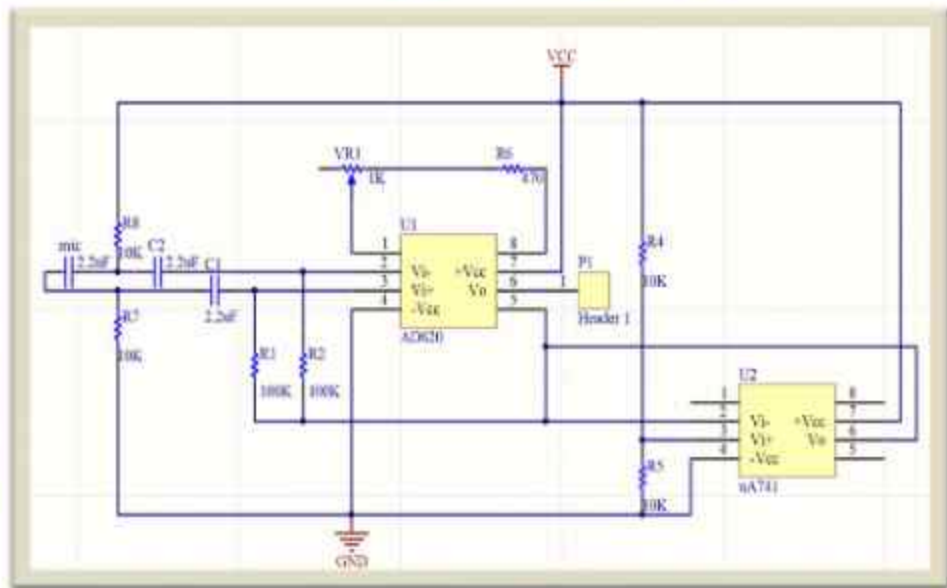 VCC
VR1
1K
R6
470
R8
10K
mic
2.2uF
C2
2.2uF
C1
2.2uF
U1
1
2
3
4
Vi-
Vi+
-Vcc
+Vcc
Vo
8
7
6
5
AD620
P1
1
Header 1
R4
10K
R7
10K
R1
100K
R2
100K
U2
1
2
3
4
Vi-
Vi+
-Vcc
+Vcc
Vo
8
7
6
5
uA741
R5
10K
GND